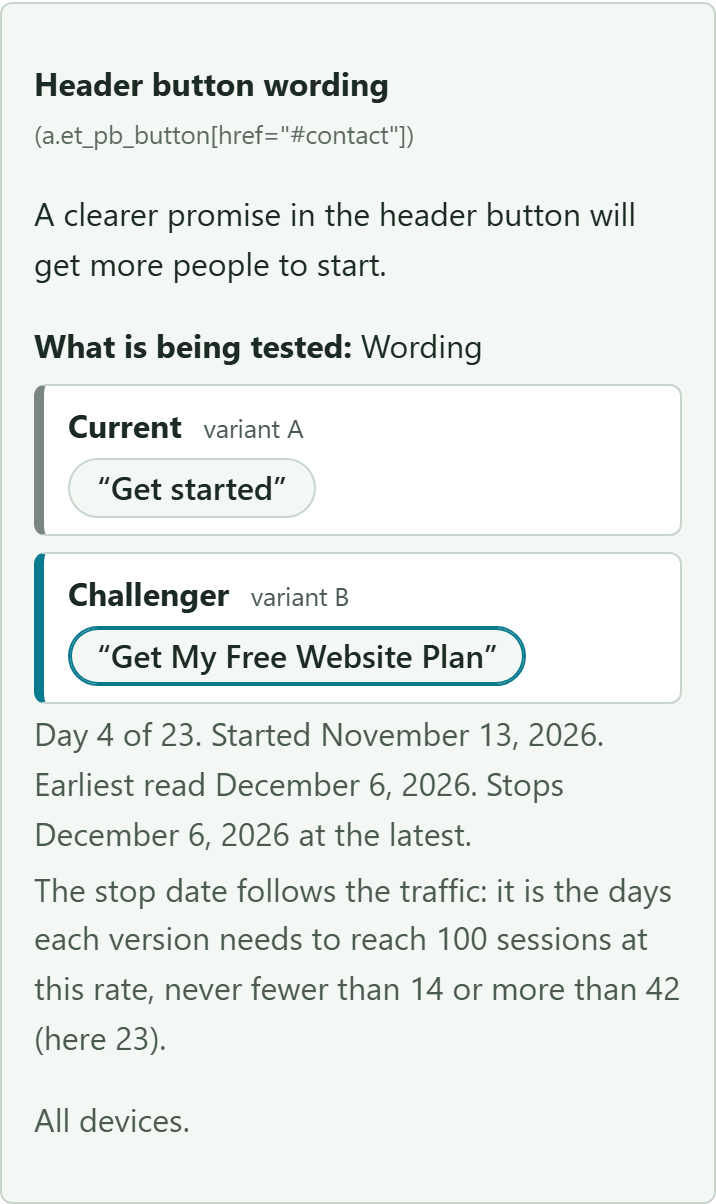 Header button wording
(a.et_pb_button[href="#contact"])
A clearer promise in the header button will
get more people to start.
What is being tested: Wording
Current variant A
“Get started”
Challenger variant B
“Get My Free Website Plan”
Day 4 of 23. Started November 13, 2026.
Earliest read December 6, 2026. Stops
December 6, 2026 at the latest.
The stop date follows the traffic: it is the days
each version needs to reach 100 sessions at
this rate, never fewer than 14 or more than 42
(here 23).
All devices.